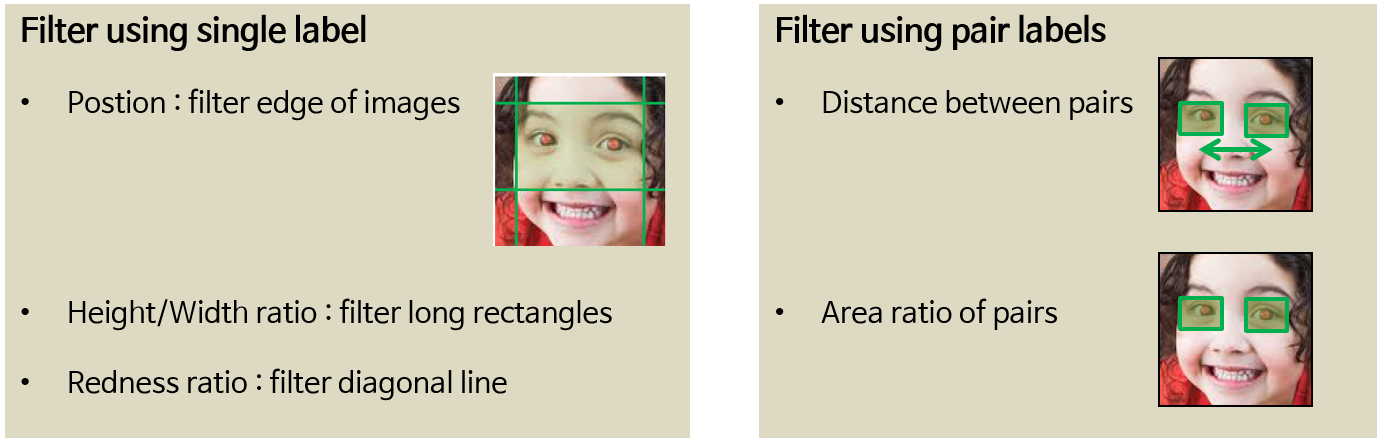 Filter using single label
• Postion : filter edge of images
• Height/Width ratio : filter long rectangles
• Redness ratio : filter diagonal line
Filter using pair labels
• Distance between pairs
• Area ratio of pairs